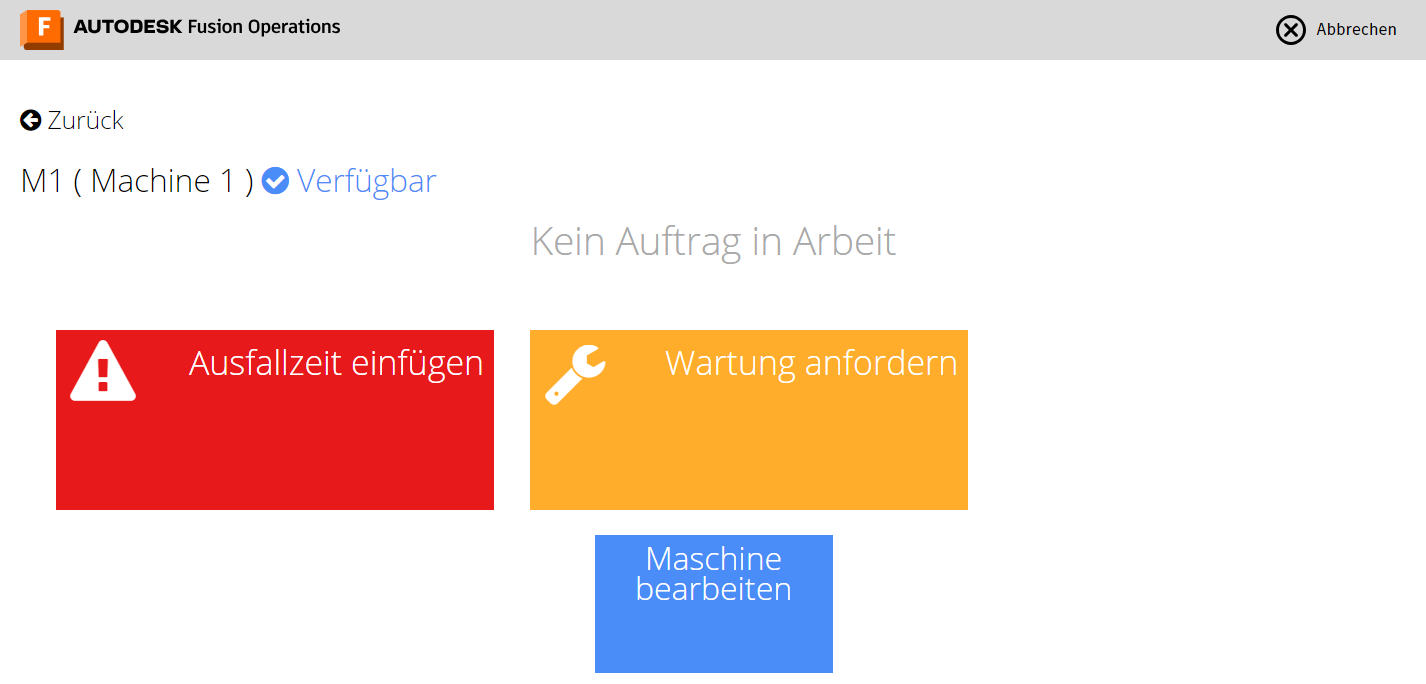 F AUTODESK Fusion Operations
Abbrechen
Zurück
M1 ( Machine 1 ) Verfügbar
Kein Auftrag in Arbeit
Ausfallzeit einfügen
Wartung anfordern
Maschine
bearbeiten